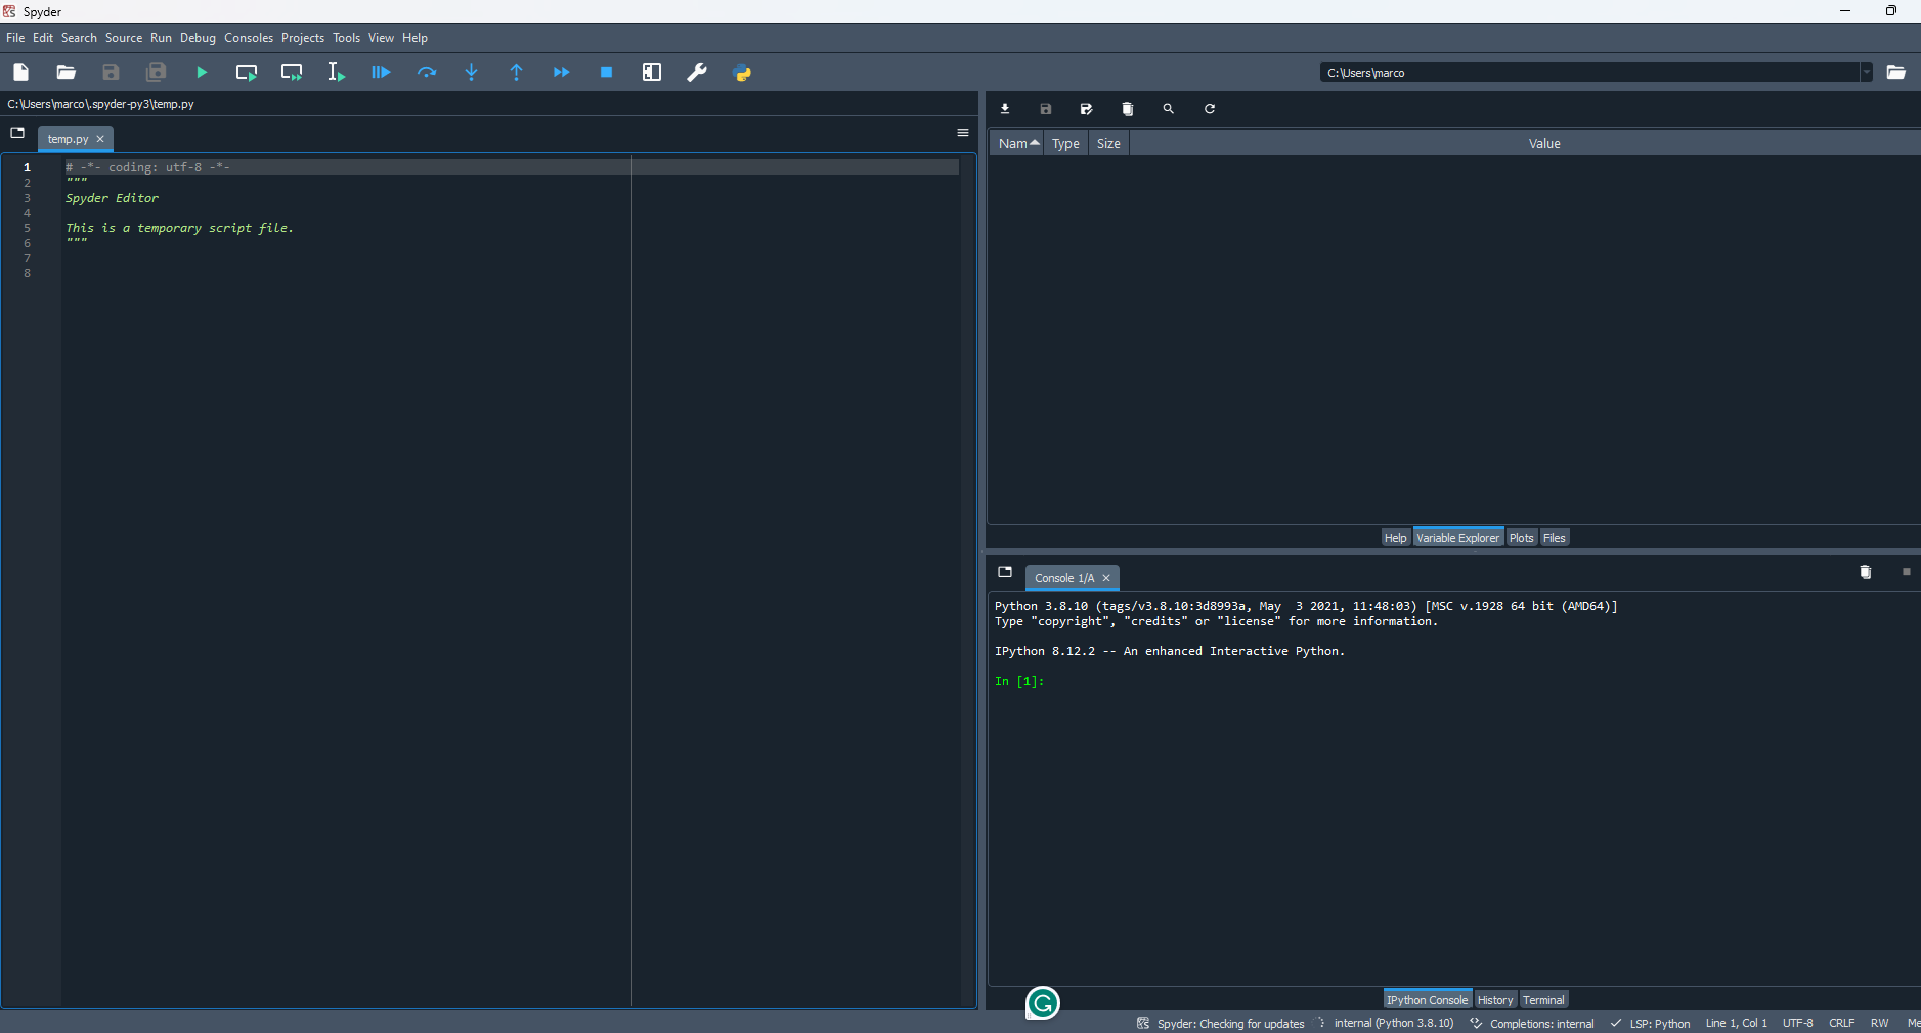 Spyder
File Edit Search Source Run Debug Consoles Projects Tools View Help
C:\Users\marco
C:\Users\marco\.spyder-py3\temp.py
temp.py
1 # -*- coding: utf-8 -*-
2 """
3 Spyder Editor
4
5 This is a temporary script file.
6 """
7
8
Nam Type Size Value
Help Variable Explorer Plots Files
Console 1/A
Python 3.8.10 (tags/v3.8.10:3d8993a, May  3 2021, 11:48:03) [MSC v.1928 64 bit (AMD64)]
Type "copyright", "credits" or "license" for more information.
IPython 8.12.2 -- An enhanced Interactive Python.
In [1]:
IPython Console History Terminal
Spyder: Checking for updates internal (Python 3.8.10) Completions: internal LSP: Python Line 1, Col 1 UTF-8 CRLF RW Me